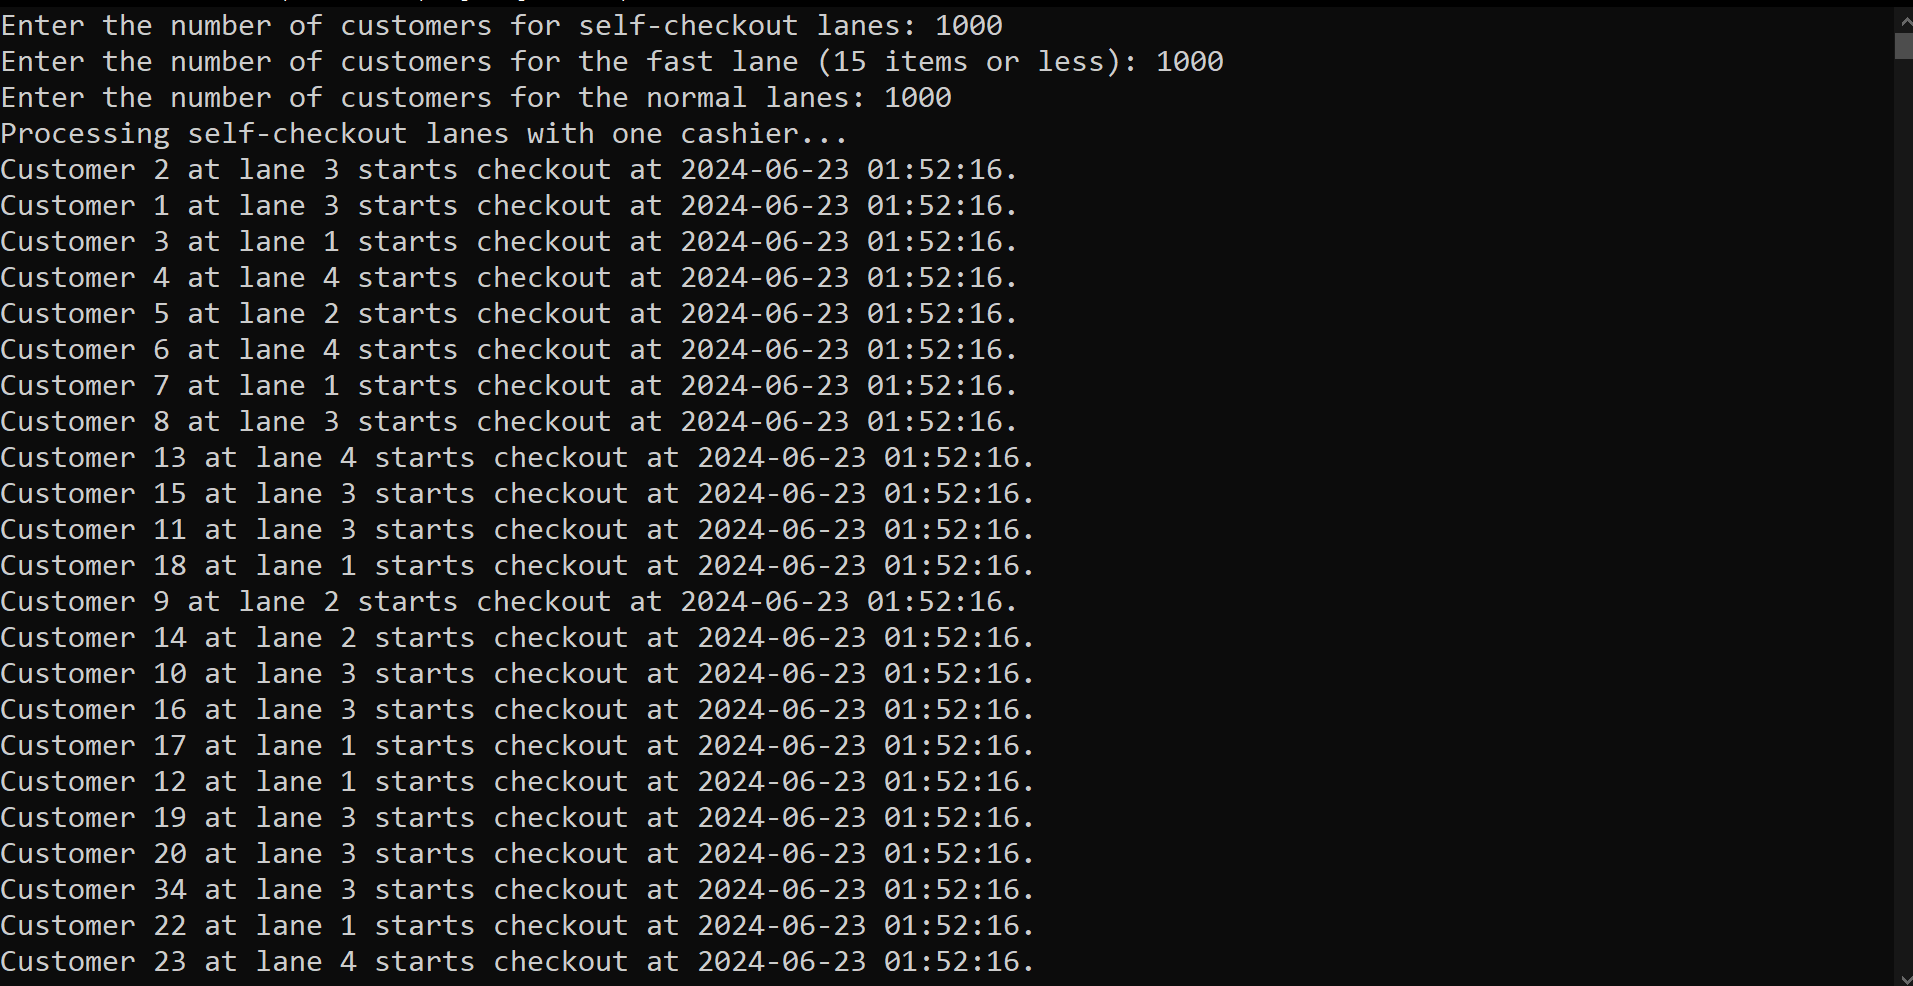 Enter the number of customers for self-checkout lanes: 1000
Enter the number of customers for the fast lane (15 items or less): 1000
Enter the number of customers for the normal lanes: 1000
Processing self-checkout lanes with one cashier...
Customer 2 at lane 3 starts checkout at 2024-06-23 01:52:16.
Customer 1 at lane 3 starts checkout at 2024-06-23 01:52:16.
Customer 3 at lane 1 starts checkout at 2024-06-23 01:52:16.
Customer 4 at lane 4 starts checkout at 2024-06-23 01:52:16.
Customer 5 at lane 2 starts checkout at 2024-06-23 01:52:16.
Customer 6 at lane 4 starts checkout at 2024-06-23 01:52:16.
Customer 7 at lane 1 starts checkout at 2024-06-23 01:52:16.
Customer 8 at lane 3 starts checkout at 2024-06-23 01:52:16.
Customer 13 at lane 4 starts checkout at 2024-06-23 01:52:16.
Customer 15 at lane 3 starts checkout at 2024-06-23 01:52:16.
Customer 11 at lane 3 starts checkout at 2024-06-23 01:52:16.
Customer 18 at lane 1 starts checkout at 2024-06-23 01:52:16.
Customer 9 at lane 2 starts checkout at 2024-06-23 01:52:16.
Customer 14 at lane 2 starts checkout at 2024-06-23 01:52:16.
Customer 10 at lane 3 starts checkout at 2024-06-23 01:52:16.
Customer 16 at lane 3 starts checkout at 2024-06-23 01:52:16.
Customer 17 at lane 1 starts checkout at 2024-06-23 01:52:16.
Customer 12 at lane 1 starts checkout at 2024-06-23 01:52:16.
Customer 19 at lane 3 starts checkout at 2024-06-23 01:52:16.
Customer 20 at lane 3 starts checkout at 2024-06-23 01:52:16.
Customer 34 at lane 3 starts checkout at 2024-06-23 01:52:16.
Customer 22 at lane 1 starts checkout at 2024-06-23 01:52:16.
Customer 23 at lane 4 starts checkout at 2024-06-23 01:52:16.